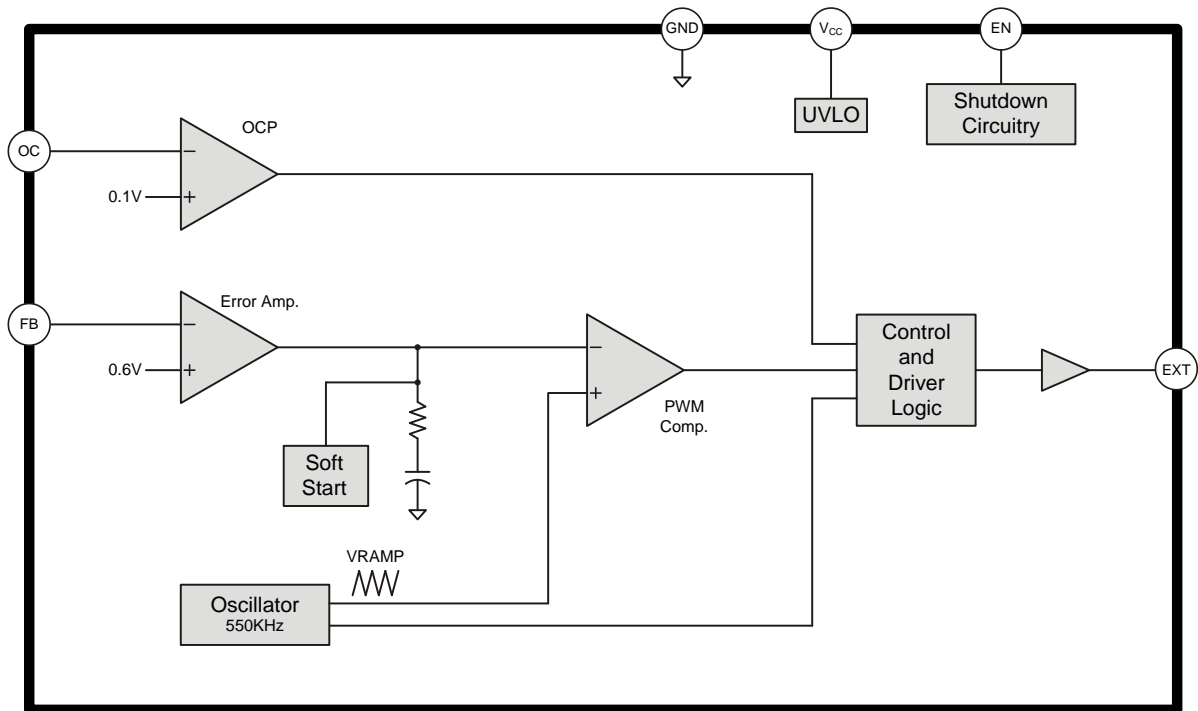 GND
VCC
EN
UVLO
Shutdown
Circuitry
OC
OCP
−
0.1V
+
FB
Error Amp.
−
0.6V
+
−
+
PWM
Comp.
Control
and
Driver
Logic
EXT
Soft
Start
VRAMP
Oscillator
550KHz